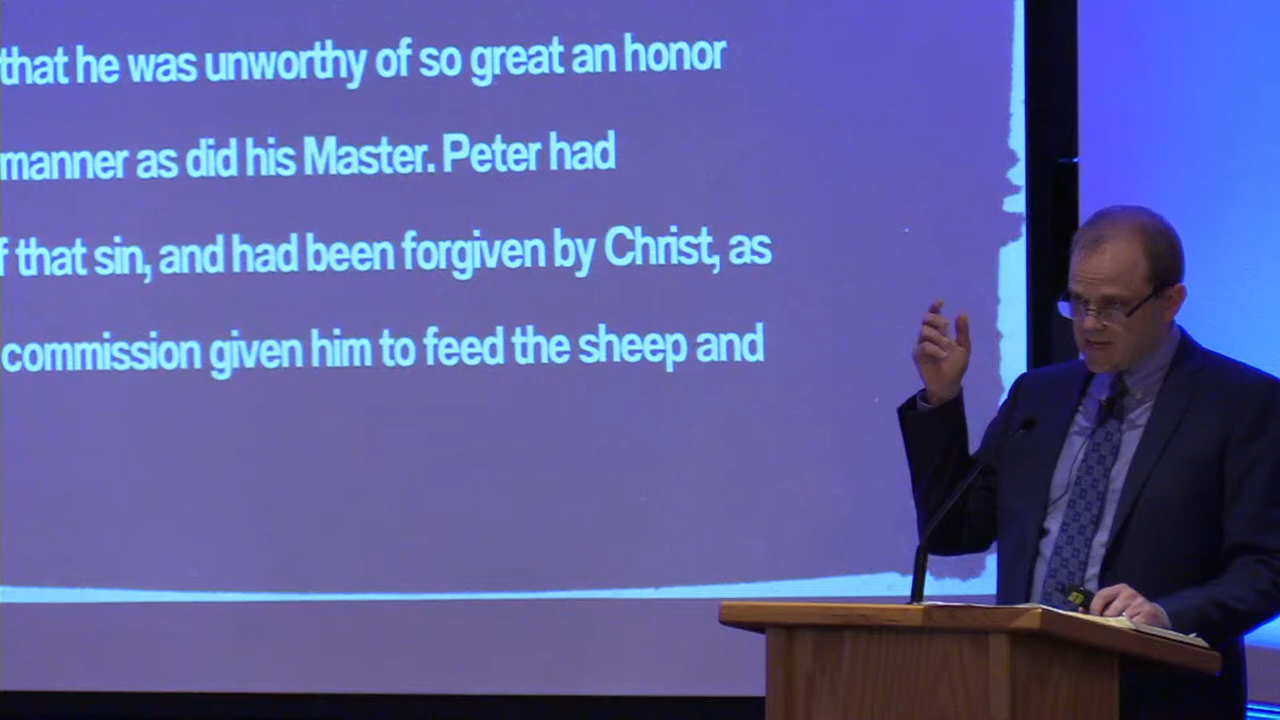 that he was unworthy of so great an honor
manner as did his Master. Peter had
f that sin, and had been forgiven by Christ, as
commission given him to feed the sheep and